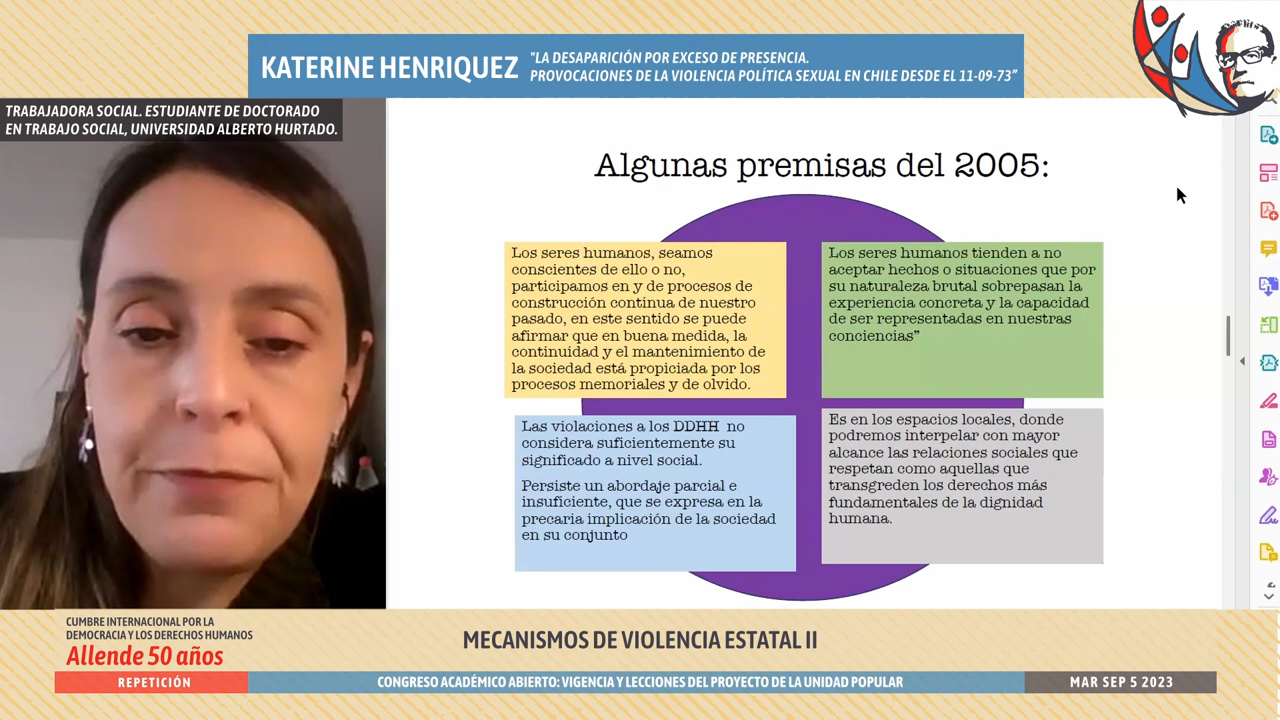 KATERINE HENRIQUEZ
"LA DESAPARICIÓN POR EXCESO DE PRESENCIA.
PROVOCACIONES DE LA VIOLENCIA POLÍTICA SEXUAL EN CHILE DESDE EL 11-09-73"
TRABAJADORA SOCIAL. ESTUDIANTE DE DOCTORADO
EN TRABAJO SOCIAL, UNIVERSIDAD ALBERTO HURTADO.
Algunas premisas del 2005:
Los seres humanos, seamos
conscientes de ello o no,
participamos en y de procesos de
construcción continua de nuestro
pasado, en este sentido se puede
afirmar que en buena medida, la
continuidad y el mantenimiento de
la sociedad está propiciada por los
procesos memoriales y de olvido.
Los seres humanos tienden a no
aceptar hechos o situaciones que por
su naturaleza brutal sobrepasan la
experiencia concreta y la capacidad
de ser representadas en nuestras
conciencias”
Las violaciones a los DDHH no
considera suficientemente su
significado a nivel social.
Persiste un abordaje parcial e
insuficiente, que se expresa en la
precaria implicación de la sociedad
en su conjunto
Es en los espacios locales, donde
podremos interpelar con mayor
alcance las relaciones sociales que
respetan como aquellas que
transgreden los derechos más
fundamentales de la dignidad
humana.
CUMBRE INTERNACIONAL POR LA
DEMOCRACIA Y LOS DERECHOS HUMANOS
Allende 50 años
MECANISMOS DE VIOLENCIA ESTATAL II
REPETICIÓN
CONGRESO ACADÉMICO ABIERTO: VIGENCIA Y LECCIONES DEL PROYECTO DE LA UNIDAD POPULAR
MAR SEP 5 2023